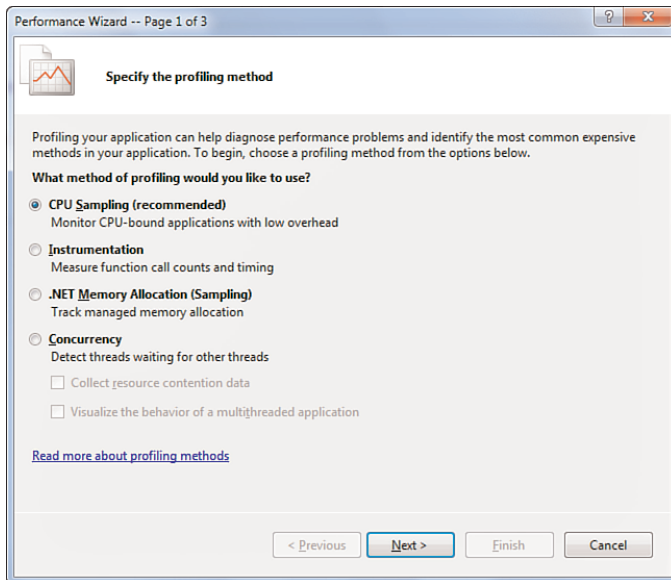 Performance Wizard -- Page 1 of 3
Specify the profiling method
Profiling your application can help diagnose performance problems and identify the most common expensive
methods in your application. To begin, choose a profiling method from the options below.
What method of profiling would you like to use?
CPU Sampling (recommended)
Monitor CPU-bound applications with low overhead
Instrumentation
Measure function call counts and timing
.NET Memory Allocation (Sampling)
Track managed memory allocation
Concurrency
Detect threads waiting for other threads
Collect resource contention data
Visualize the behavior of a multithreaded application
Read more about profiling methods
< Previous Next > Finish Cancel